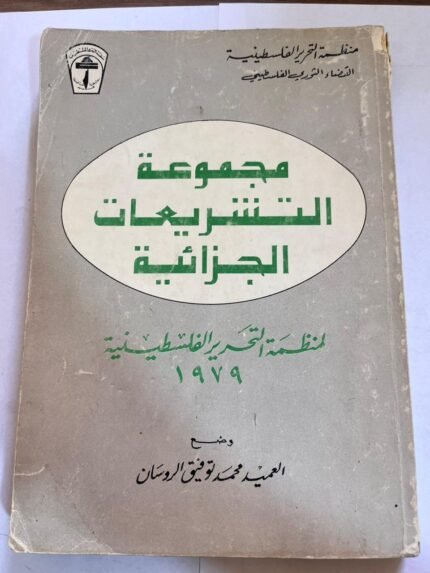 منظمة التحرير الفلسطينية
القضاء الثوري الفلسطيني
مجموعة
التشريعات
الجزائية
لمنظمة التحرير الفلسطينية
١٩٧٩
وضع
العميد محمد توفيق الروسان